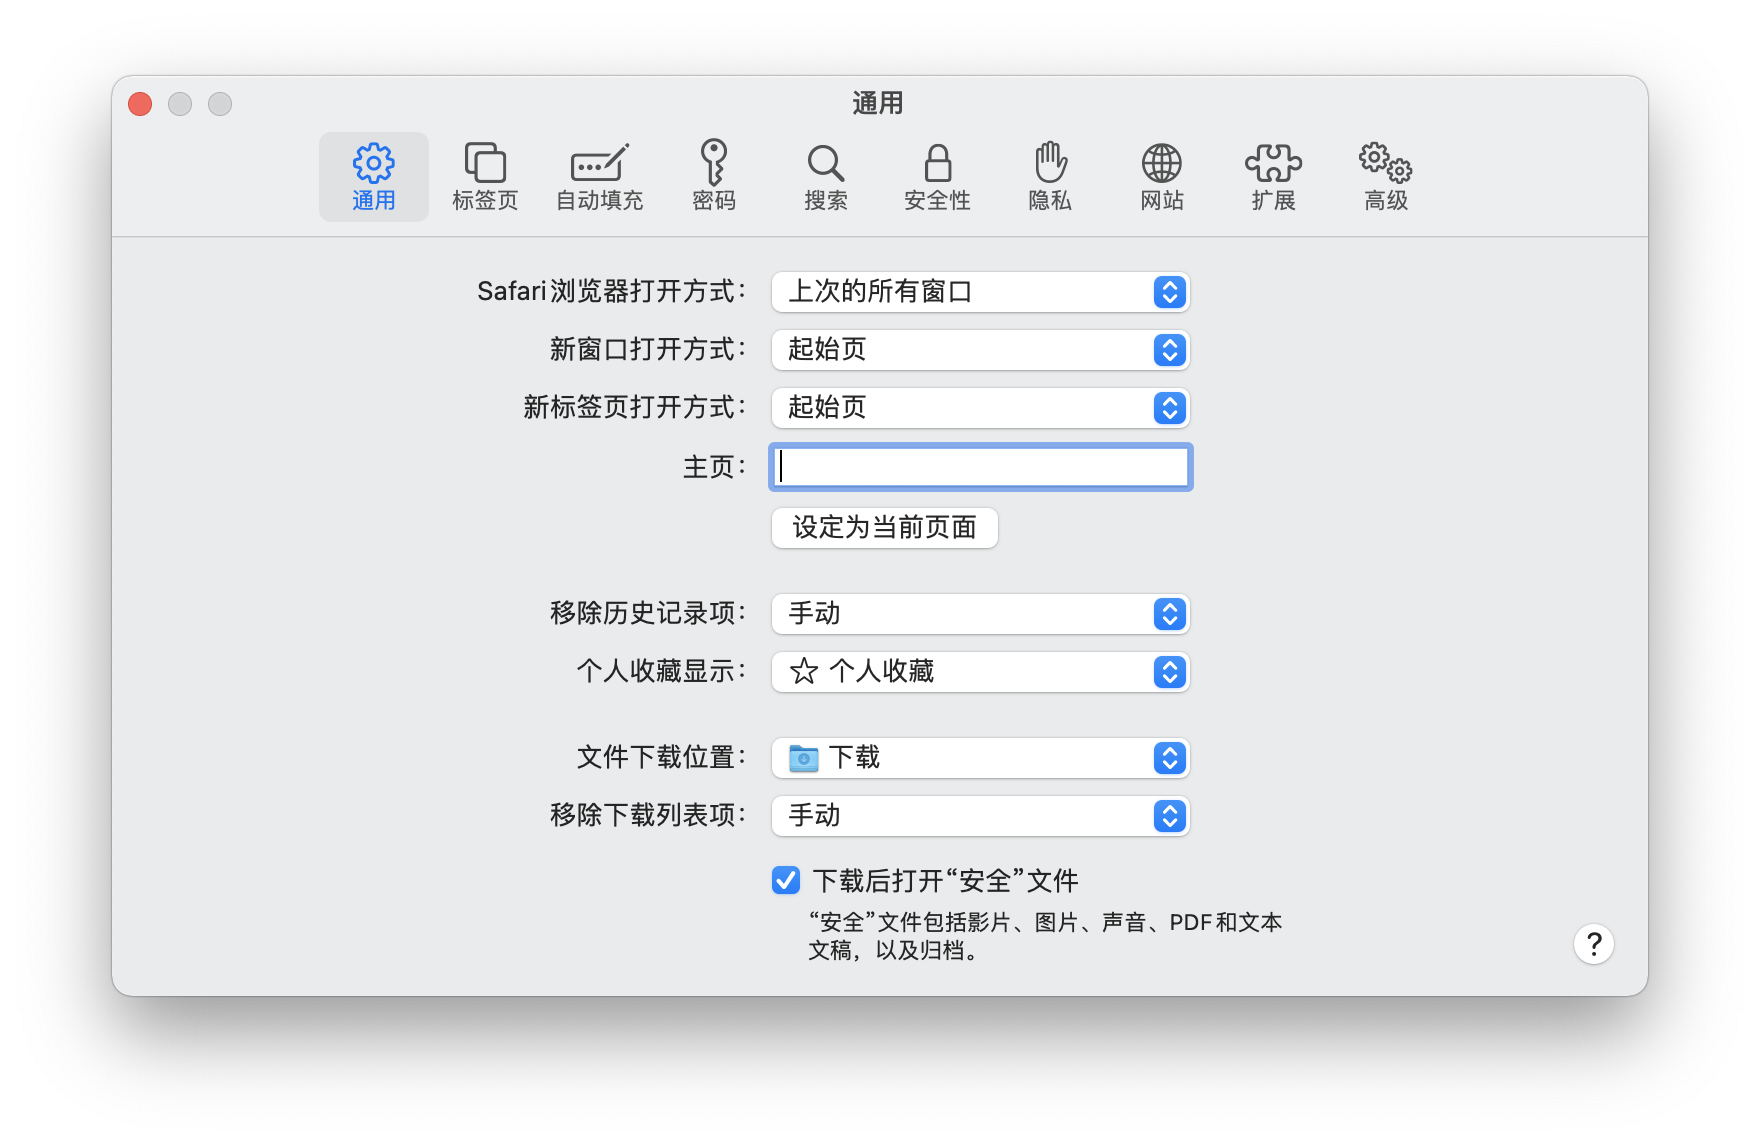 通用
通用 标签页 自动填充 密码 搜索 安全性 隐私 网站 扩展 高级
Safari浏览器打开方式： 上次的所有窗口
新窗口打开方式： 起始页
新标签页打开方式： 起始页
主页：
设定为当前页面
移除历史记录项： 手动
个人收藏显示： 个人收藏
文件下载位置： 下载
移除下载列表项： 手动
下载后打开“安全”文件
“安全”文件包括影片、图片、声音、PDF和文本
文稿，以及归档。
?